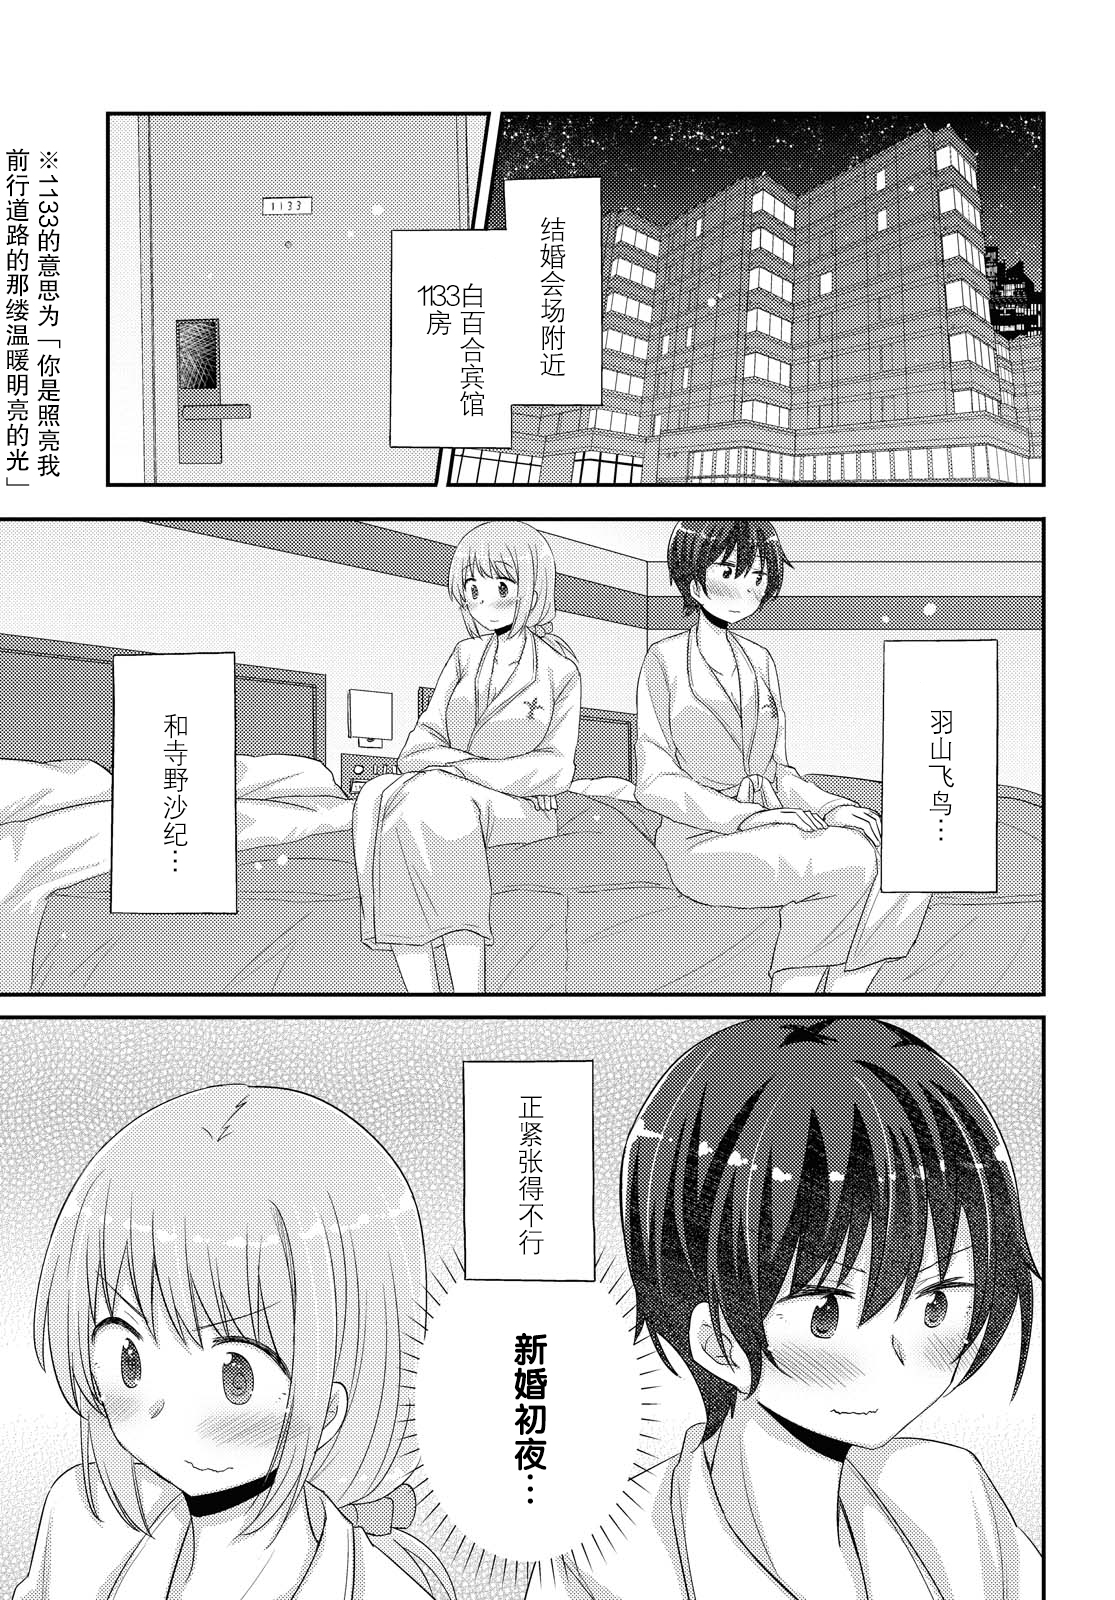 结婚会场附近
白百合宾馆
1133房
1133
※1133的意思为「你是照亮我
前行道路的那缕温暖明亮的光」
羽山飞鸟…
和寺野沙纪…
正紧张得不行
新婚初夜…